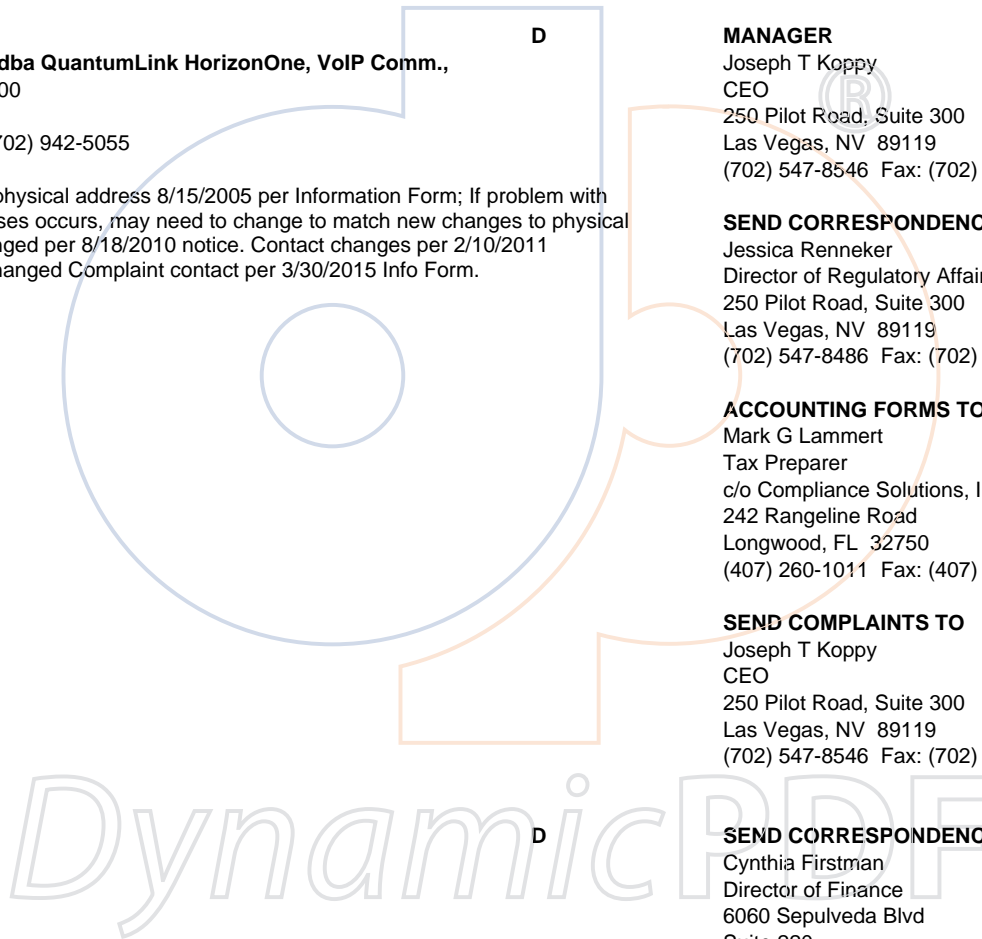 D
dba QuantumLink HorizonOne, VoIP Comm.,
00
702) 942-5055
physical address 8/15/2005 per Information Form; If problem with
ses occurs, may need to change to match new changes to physical
nged per 8/18/2010 notice. Contact changes per 2/10/2011
hanged Complaint contact per 3/30/2015 Info Form.
MANAGER
Joseph T Koppy
CEO
250 Pilot Road, Suite 300
Las Vegas, NV 89119
(702) 547-8546 Fax: (702)
SEND CORRESPONDENC
Jessica Renneker
Director of Regulatory Affair
250 Pilot Road, Suite 300
Las Vegas, NV 89119
(702) 547-8486 Fax: (702)
ACCOUNTING FORMS TO
Mark G Lammert
Tax Preparer
c/o Compliance Solutions, I
242 Rangeline Road
Longwood, FL 32750
(407) 260-1011 Fax: (407)
SEND COMPLAINTS TO
Joseph T Koppy
CEO
250 Pilot Road, Suite 300
Las Vegas, NV 89119
(702) 547-8546 Fax: (702)
D
SEND CORRESPONDENC
Cynthia Firstman
Director of Finance
6060 Sepulveda Blvd
DynamicPDF
®